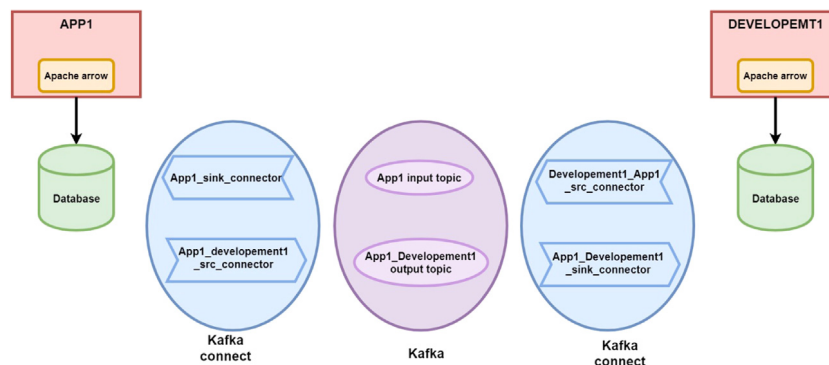 APP1
Apache arrow
Database
DEVELOPEMT1
Apache arrow
Database
App1_sink_connector
App1_developement1
_src_connector
Kafka
connect
App1 input topic
App1_Developement1
output topic
Kafka
Developement1_App1
_src_connector
App1_Developement1
_sink_connector
Kafka
connect